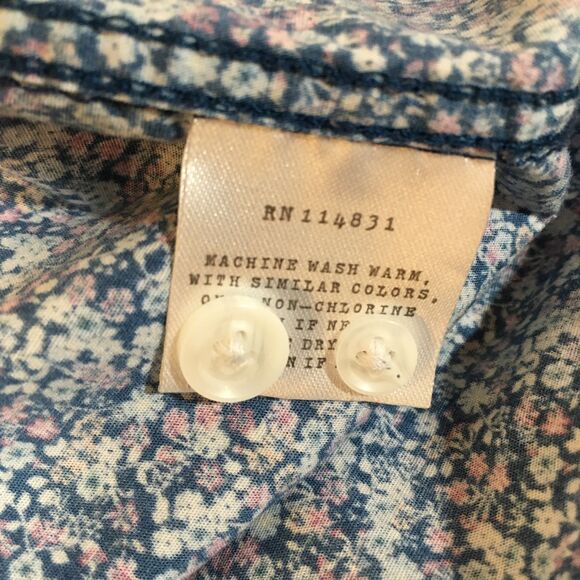 RN 114831
MACHINE WASH WARM,
WITH SIMILAR COLORS,
NON-CHLORINE
IF
DRY
IF